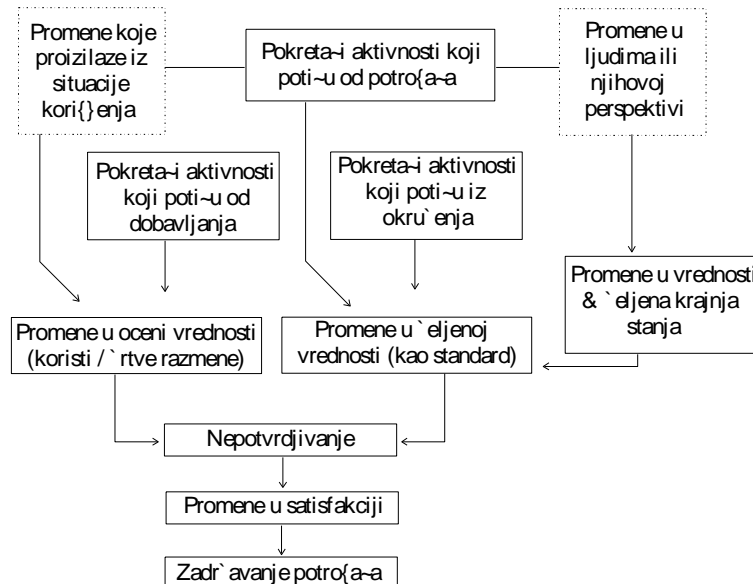 Promene koje
proizilaze iz
situacije
kori{}enja
Pokreta~i aktivnosti koji
poti~u od potro{a~a
Promene u
ljudima ili
njihovoj
perspektivi
Pokreta~i aktivnosti
koji poti~u od
dobavljanja
Pokreta~i aktivnosti
koji poti~u iz
okru`enja
Promene u vrednosti
& `eljena krajnja
stanja
Promene u oceni vrednosti
(koristi / `rtve razmene)
Promene u `eljenoj
vrednosti (kao standard)
Nepotvrdjivanje
Promene u satisfakciji
Zadr`avanje potro{a~a